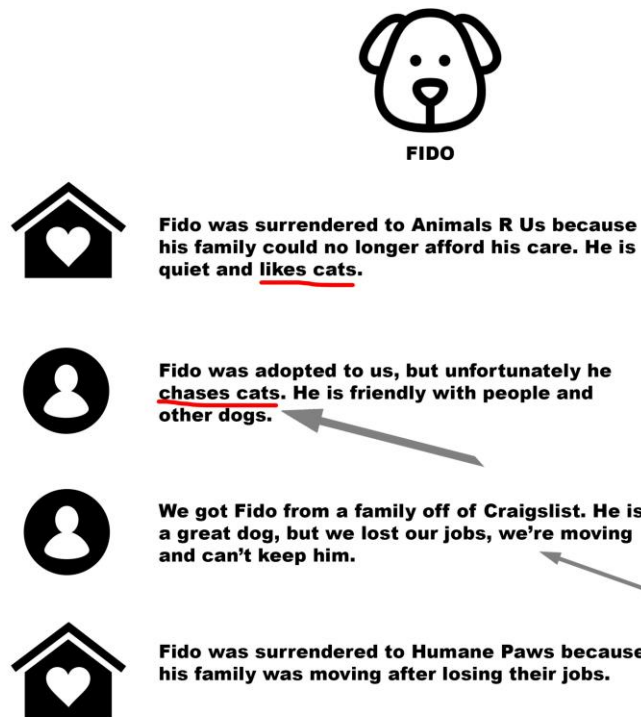 FIDO
Fido was surrendered to Animals R Us because
his family could no longer afford his care. He is
quiet and likes cats.
Fido was adopted to us, but unfortunately he
chases cats. He is friendly with people and
other dogs.
We got Fido from a family off of Craigslist. He is
a great dog, but we lost our jobs, we’re moving
and can’t keep him.
Fido was surrendered to Humane Paws because
his family was moving after losing their jobs.